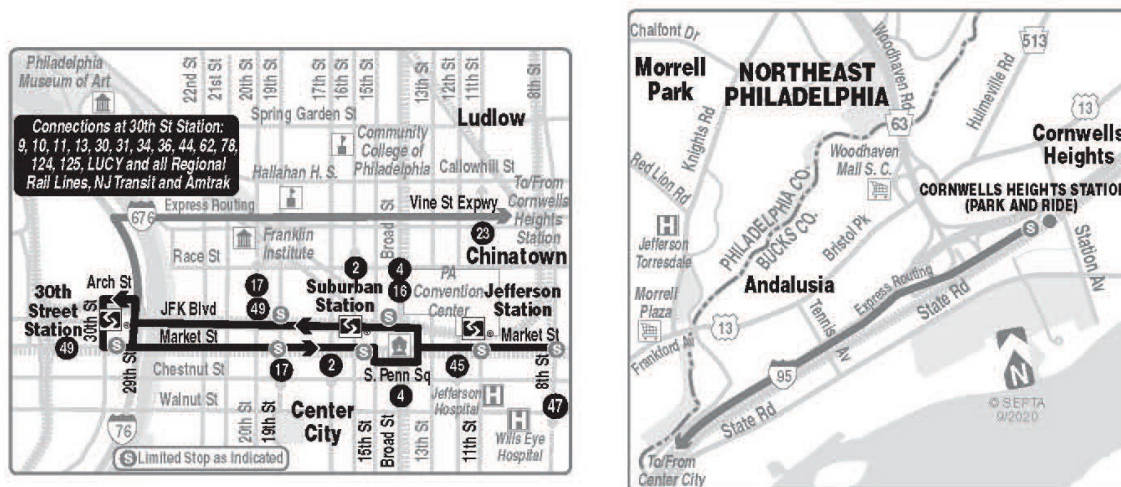 Philadelphia
Museum of Art
22nd St
21st St
20th St
19th St
17th St
16th St
15th St
13th St
12th St
11th St
8th St
Spring Garden St
Ludlow
Connections at 30th St Station:
9, 10, 11, 13, 30, 31, 34, 36, 44, 62, 78,
124, 125, LUCY and all Regional
Rail Lines, NJ Transit and Amtrak
Community
College of
Philadelphia
Hallahan H. S.
Callowhill St
To/From
Cornwells
Heights
Station
676
Express Routing
Vine St Expwy
Broad St
23
Franklin
Institute
Race St
Chinatown
2
4
16
PA
Convention
Center
Arch St
17
49
Suburban
Station
Jefferson
Station
30th
Street
Station
30th St
JFK Blvd
S
S
S
49
S
Market St
S
S
S
Market St
S
29th St
Chestnut St
17
2
S. Penn Sq
45
8th St
Walnut St
4
Jefferson
Hospital
H
47
Center
City
76
20th St
19th St
15th St
Broad St
13th St
11th St
H
Wills Eye
Hospital
S Limited Stop as Indicated
Chalfont Dr
Woodhaven Rd
513
Morrell
Park
NORTHEAST
PHILADELPHIA
Humeville Rd
13
Knights Rd
63
Cornwells
Heights
Woodhaven
Mall S. C.
Red Lion Rd
CORNWELLS HEIGHTS STATION
(PARK AND RIDE)
S
PHILADELPHIA CO.
BUCKS CO.
Bristol Pk
H
Jefferson
Torresdale
Station Av
Andalusia
Express Routing
State Rd
Morrell
Plaza
13
Tennis Av
Frankford Av
95
State Rd
N
© SEPTA
9/2020
To/From
Center City